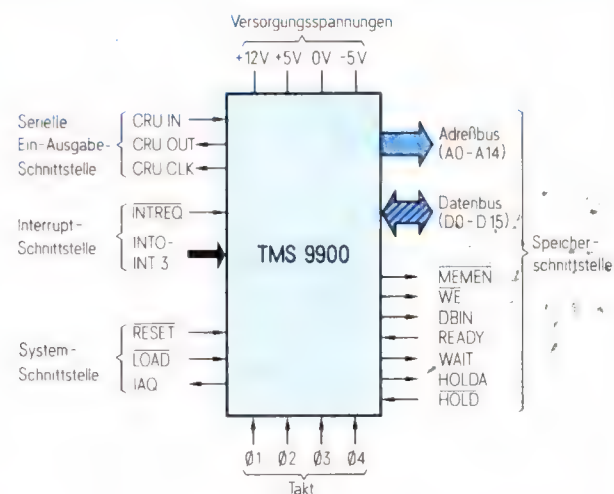 Versorgungsspannungen
+12V +5V 0V -5V
Serielle
Ein-Ausgabe-
Schnittstelle
CRU IN
CRU OUT
CRU CLK
Interrupt-
Schnittstelle
INTREQ
INT0-
INT 3
System-
Schnittstelle
RESET
LOAD
IAQ
TMS 9900
Adreßbus
(A0-A14)
Datenbus
(D0-D15)
MEMEN
WE
DBIN
READY
WAIT
HOLDA
HOLD
Speicher-
schnittstelle
Ø1 Ø2 Ø3 Ø4
Takt